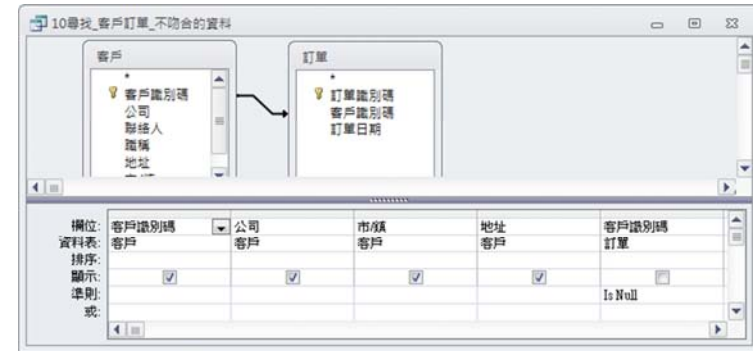 10尋找_客戶訂單_不吻合的資料
客戶
*
客戶識別碼
公司
聯絡人
職稱
地址
訂單
*
訂單識別碼
客戶識別碼
訂單日期
欄位: 客戶識別碼 公司 市/鎮 地址 客戶識別碼
資料表: 客戶 客戶 客戶 客戶 訂單
排序:
顯示:
準則: Is Null
或: